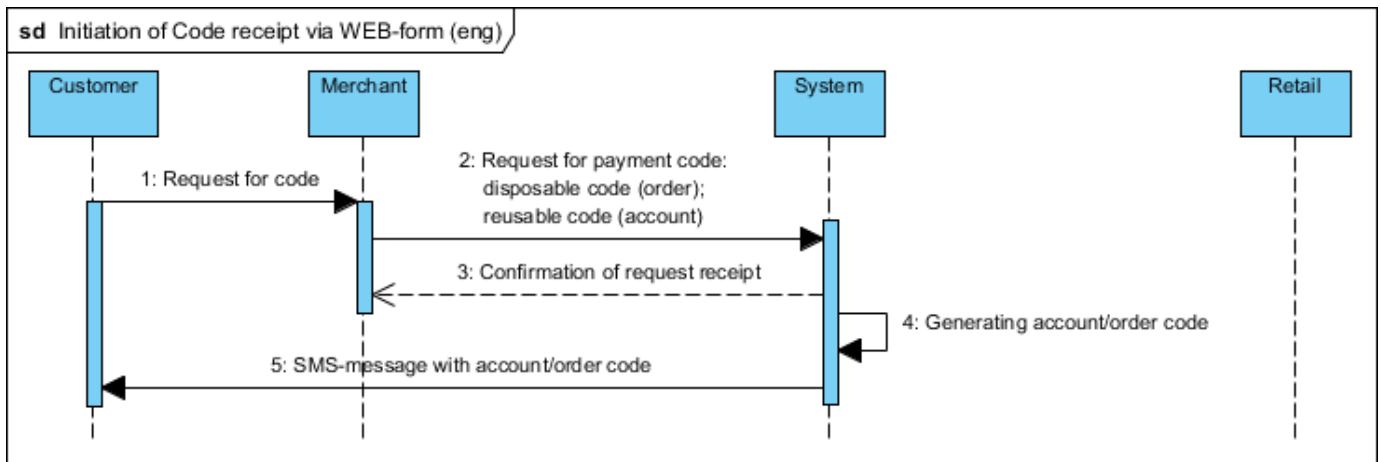 sd Initiation of Code receipt via WEB-form (eng)
Customer
Merchant
System
Retail
1: Request for code
2: Request for payment code:
disposable code (order);
reusable code (account)
3: Confirmation of request receipt
4: Generating account/order code
5: SMS-message with account/order code